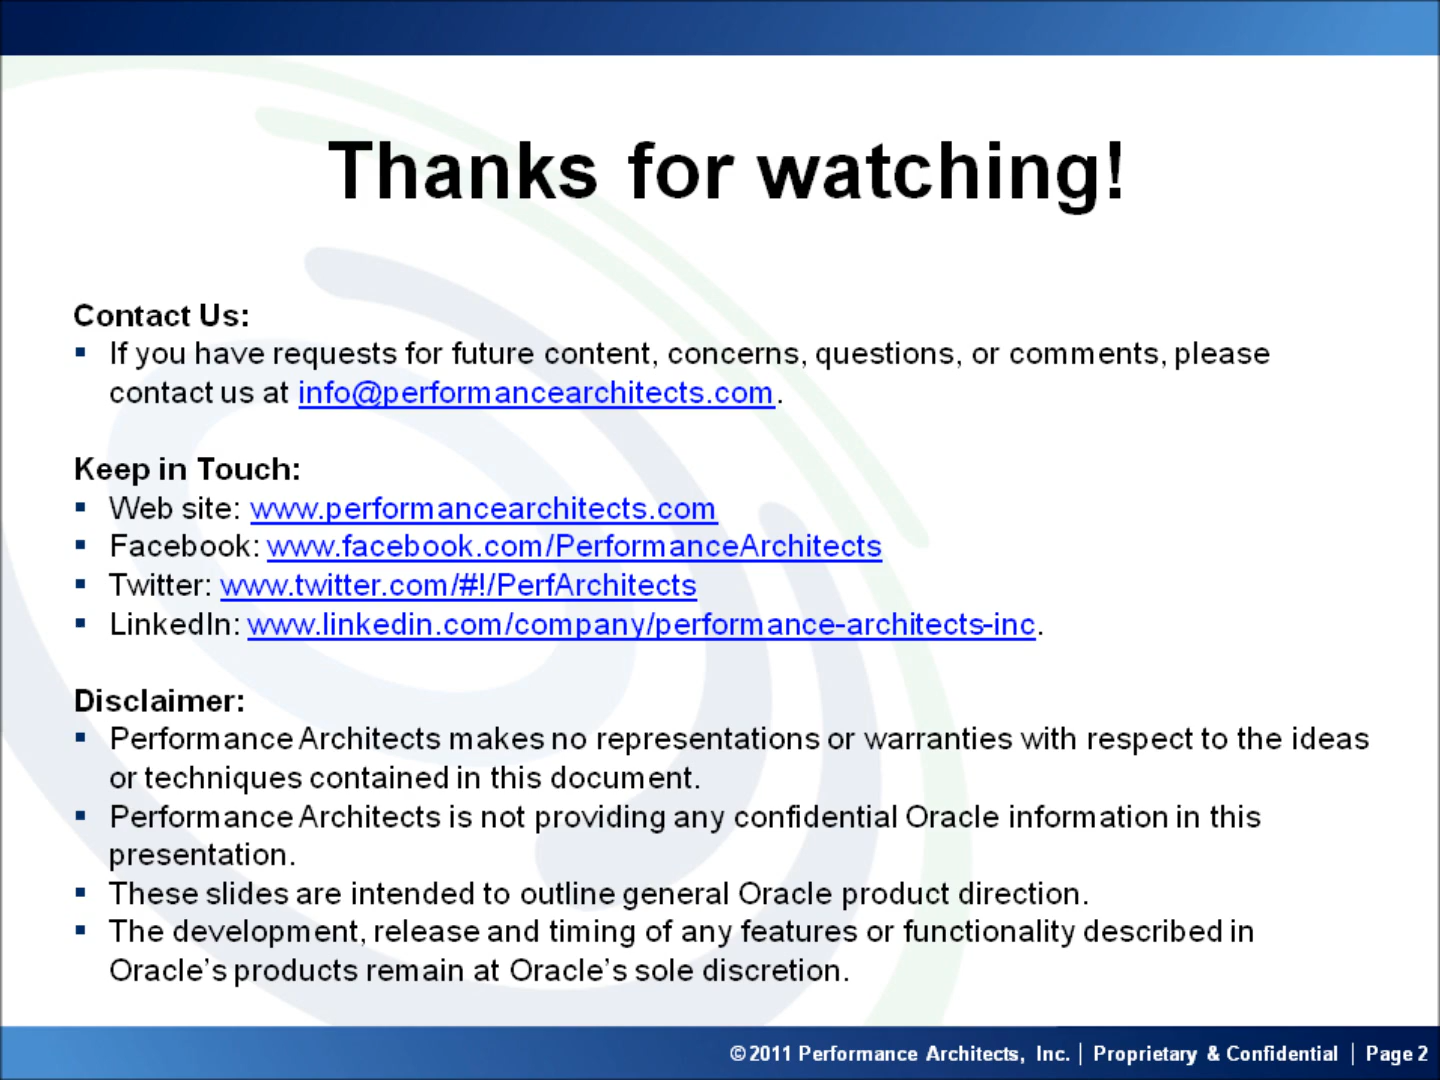 Thanks for watching!
Contact Us:
▪ If you have requests for future content, concerns, questions, or comments, please
contact us at info@performancearchitects.com.
Keep in Touch:
▪ Web site: www.performancearchitects.com
▪ Facebook: www.facebook.com/PerformanceArchitects
▪ Twitter: www.twitter.com/#!/PerfArchitects
▪ LinkedIn: www.linkedin.com/company/performance-architects-inc.
Disclaimer:
▪ Performance Architects makes no representations or warranties with respect to the ideas
or techniques contained in this document.
▪ Performance Architects is not providing any confidential Oracle information in this
presentation.
▪ These slides are intended to outline general Oracle product direction.
▪ The development, release and timing of any features or functionality described in
Oracle’s products remain at Oracle’s sole discretion.
©2011 Performance Architects, Inc. | Proprietary & Confidential | Page 2